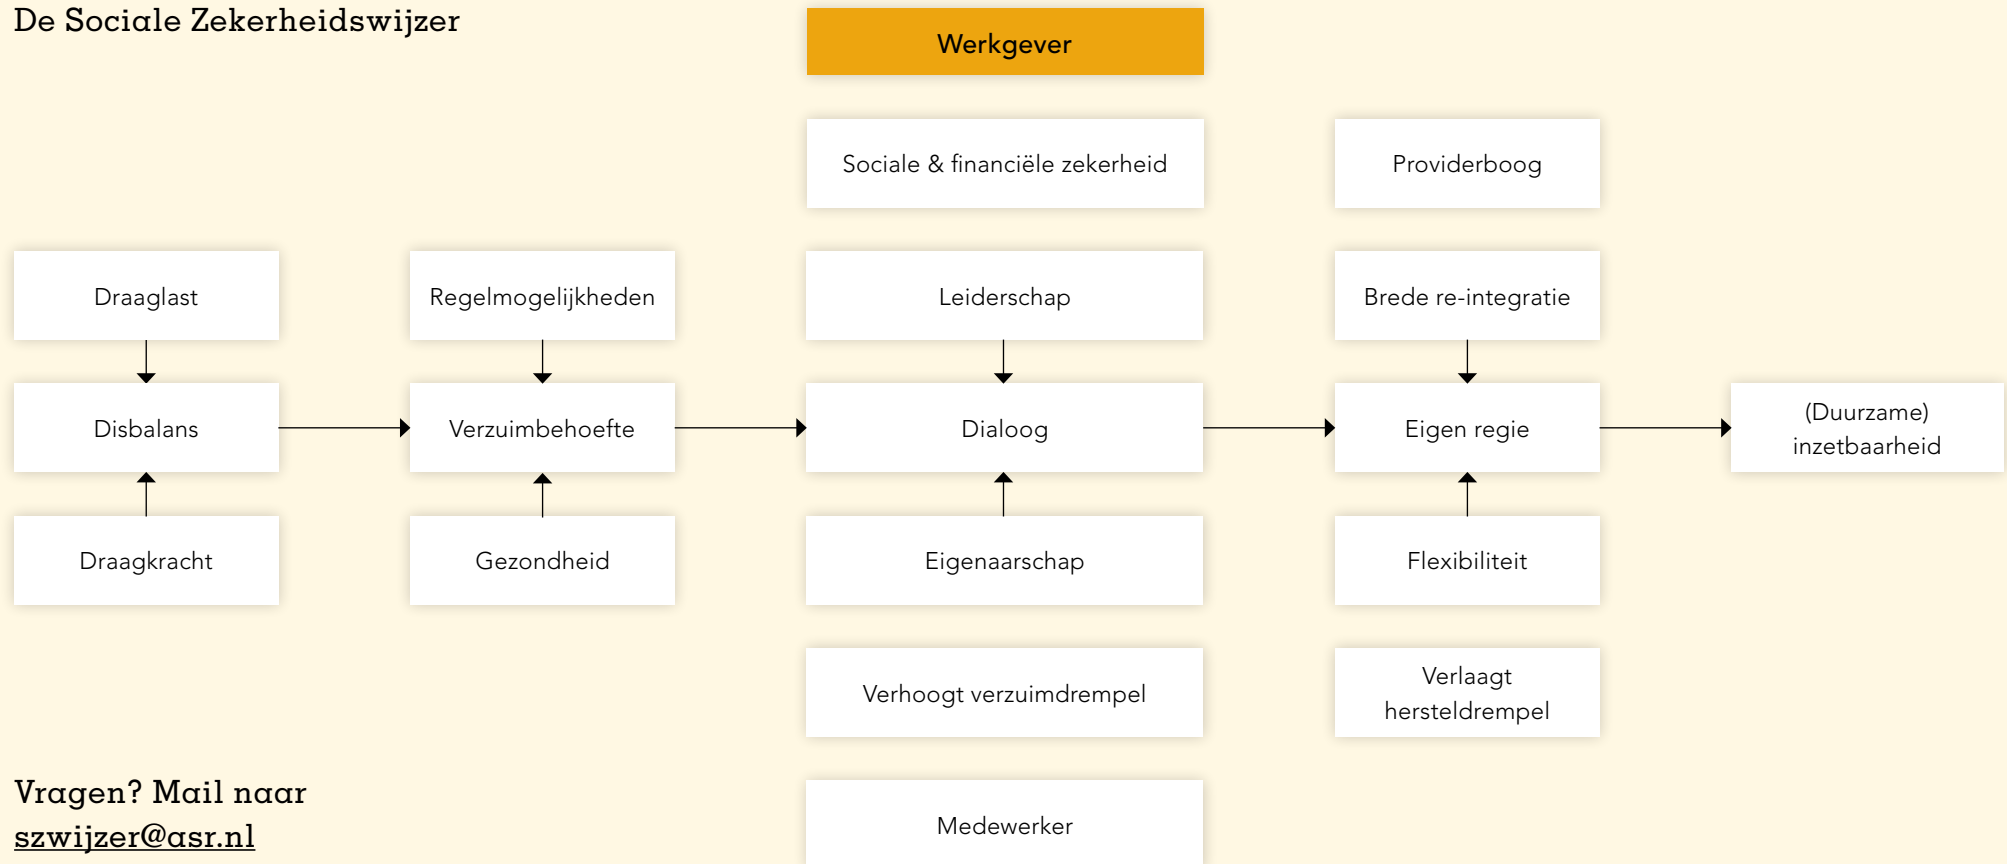 De Sociale Zekerheidswijzer
Werkgever
Sociale & financiële zekerheid
Providerboog
Draaglast
Regelmogelijkheden
Leiderschap
Brede re-integratie
Disbalans
Verzuimbehoefte
Dialoog
Eigen regie
(Duurzame)
inzetbaarheid
Draagkracht
Gezondheid
Eigenaarschap
Flexibiliteit
Verhoogt verzuimdrempel
Verlaagt
hersteldrempel
Medewerker
Vragen? Mail naar
szwijzer@asr.nl